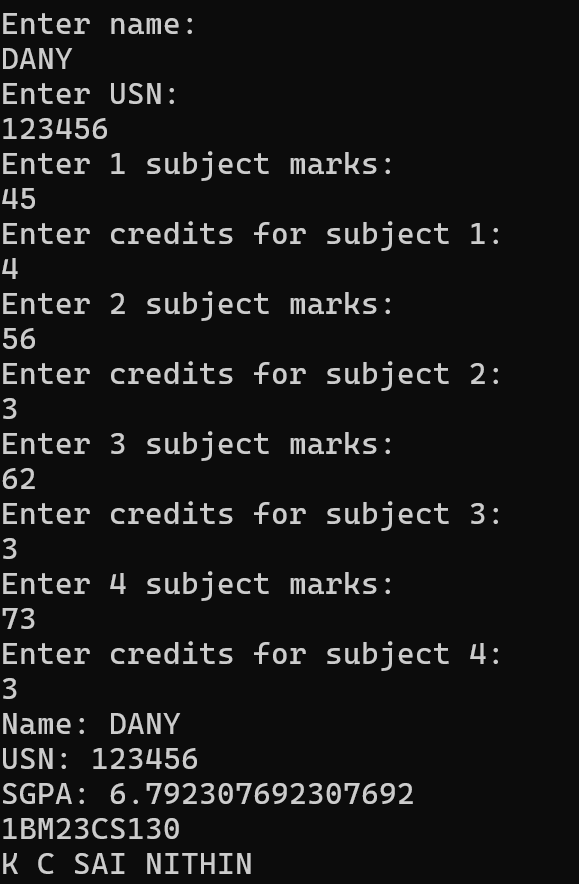 Enter name:
DANY
Enter USN:
123456
Enter 1 subject marks:
45
Enter credits for subject 1:
4
Enter 2 subject marks:
56
Enter credits for subject 2:
3
Enter 3 subject marks:
62
Enter credits for subject 3:
3
Enter 4 subject marks:
73
Enter credits for subject 4:
3
Name: DANY
USN: 123456
SGPA: 6.792307692307692
1BM23CS130
K C SAI NITHIN